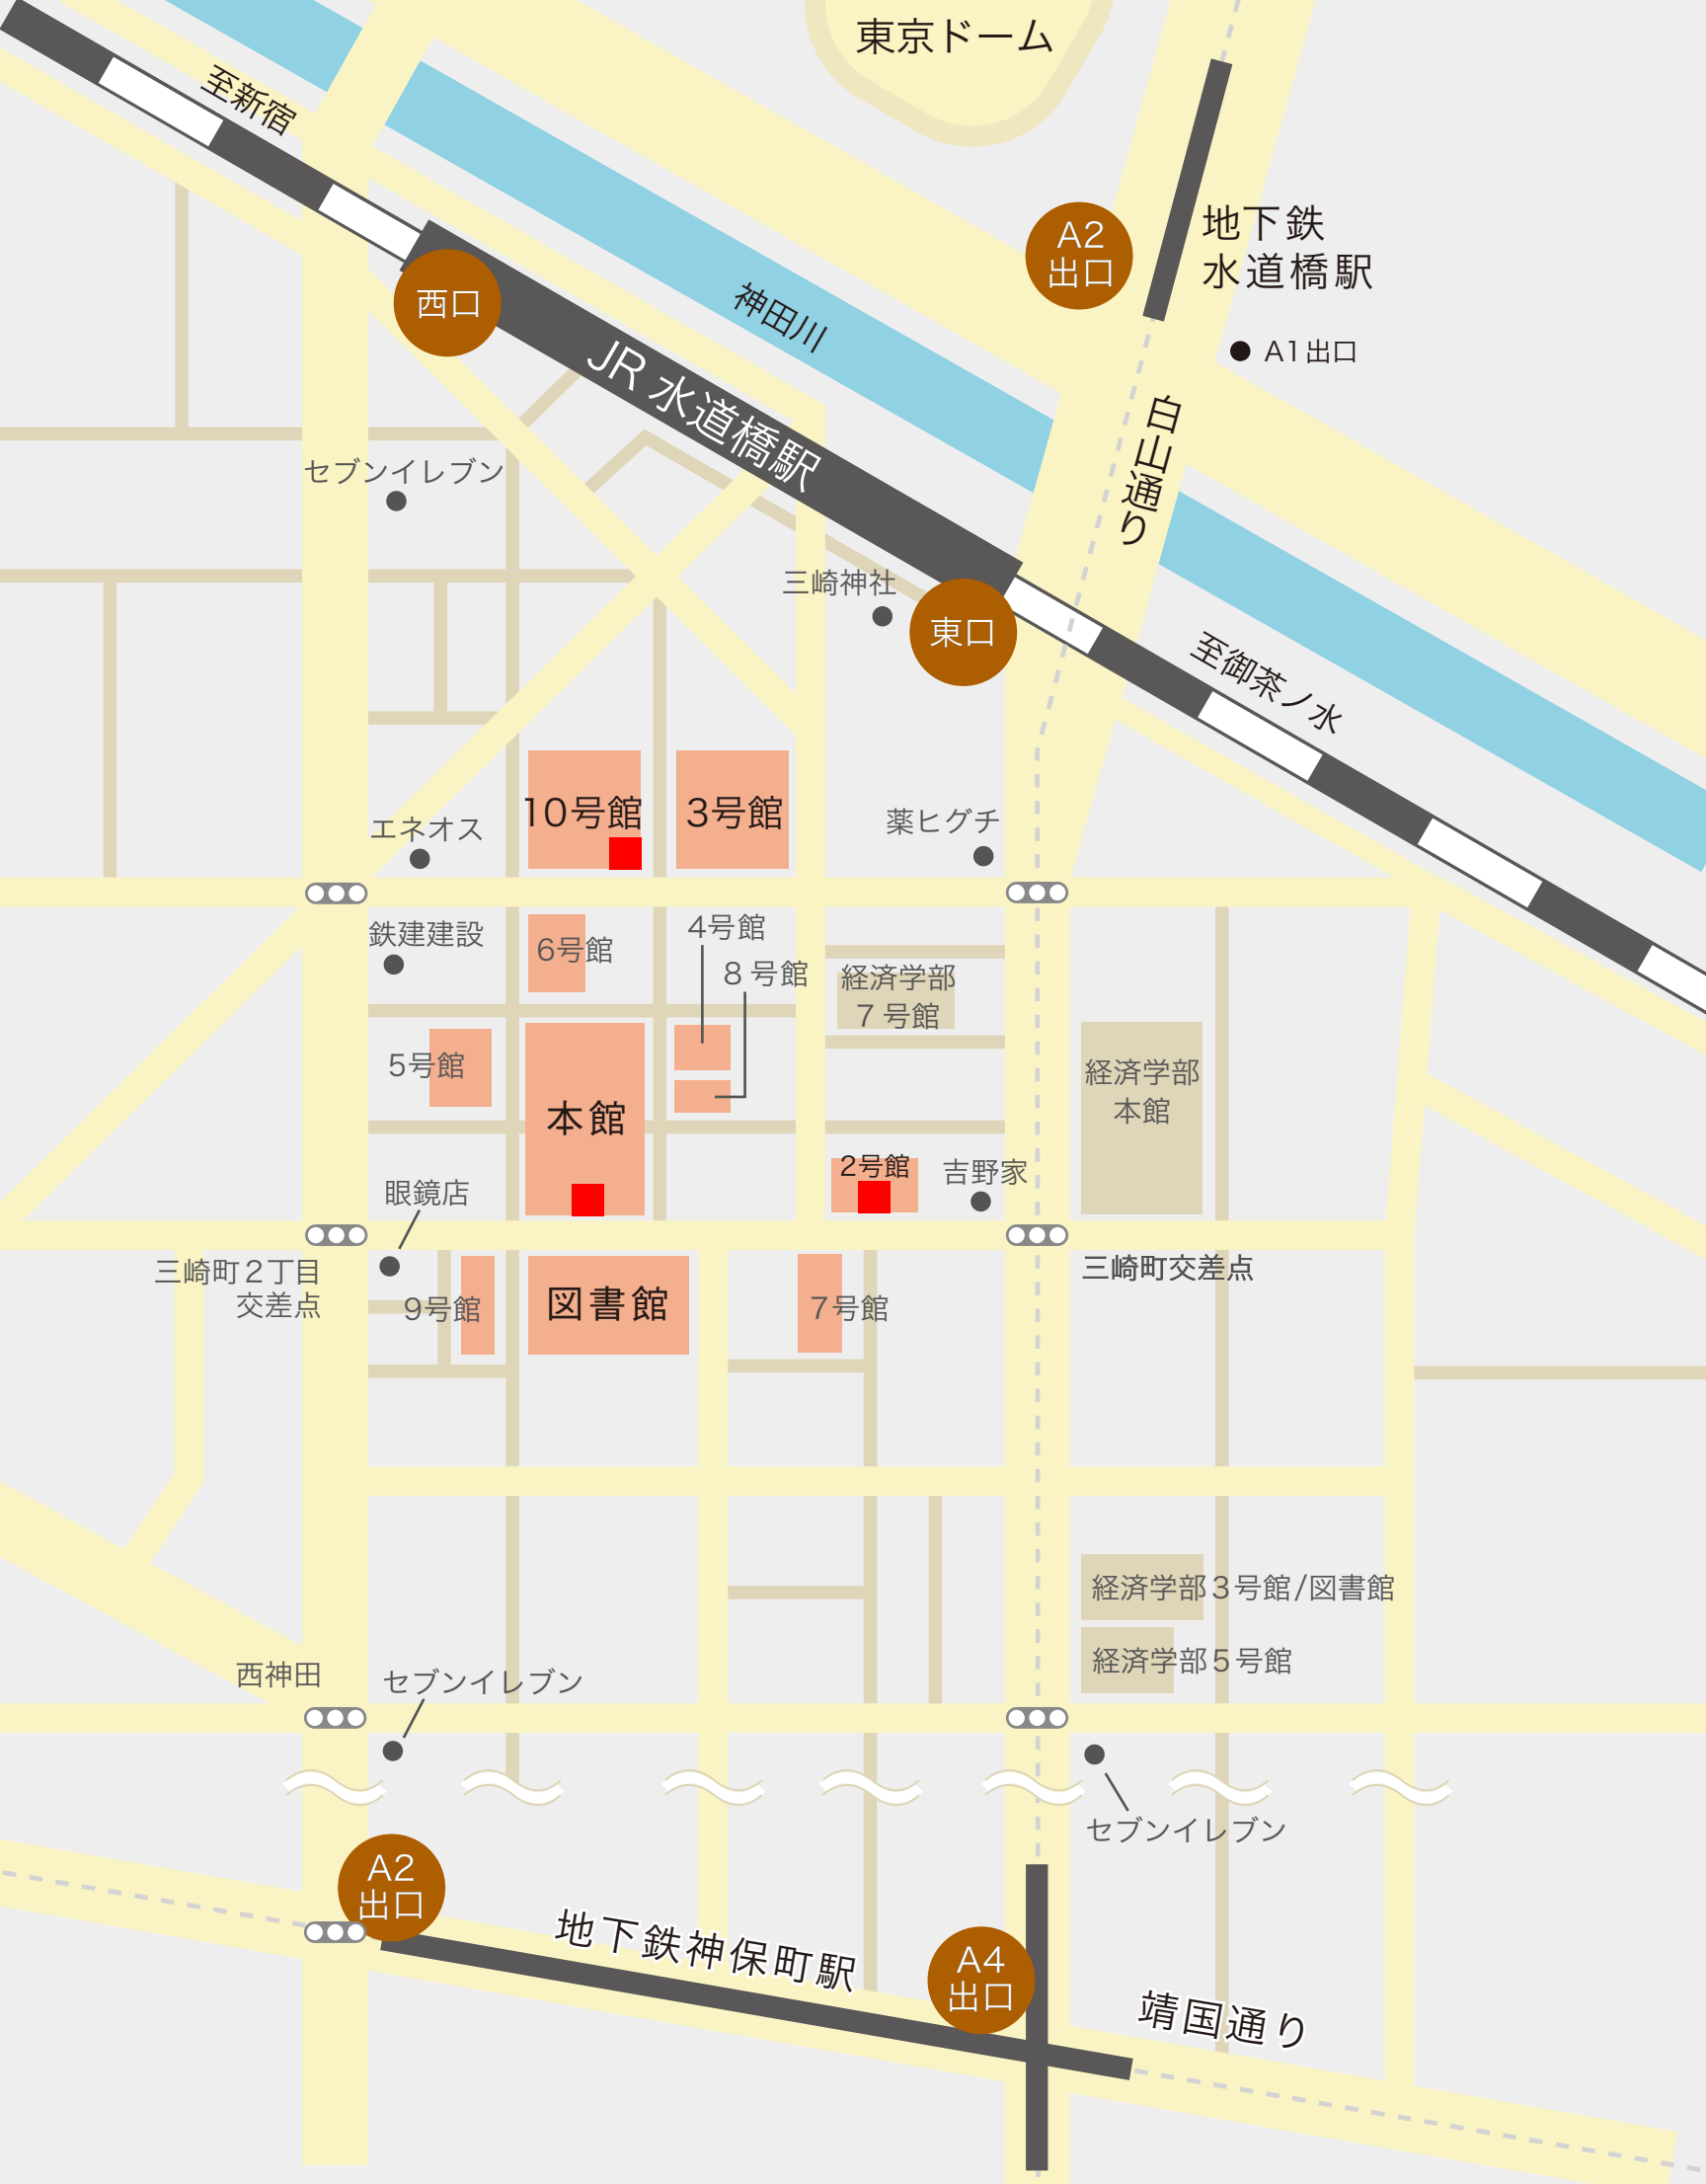 東京ドーム
至新宿
A2
出口
地下鉄
水道橋駅
西口
神田川
A1出口
JR 水道橋駅
白山通り
セブンイレブン
三崎神社
東口
至御茶ノ水
10号館
3号館
エネオス
薬ヒグチ
鉄建建設
6号館
4号館
8号館
経済学部
7号館
5号館
本館
経済学部
本館
2号館
吉野家
眼鏡店
三崎町2丁目
交差点
三崎町交差点
9号館
図書館
7号館
経済学部3号館/図書館
経済学部5号館
西神田
セブンイレブン
セブンイレブン
A2
出口
地下鉄神保町駅
A4
出口
靖国通り